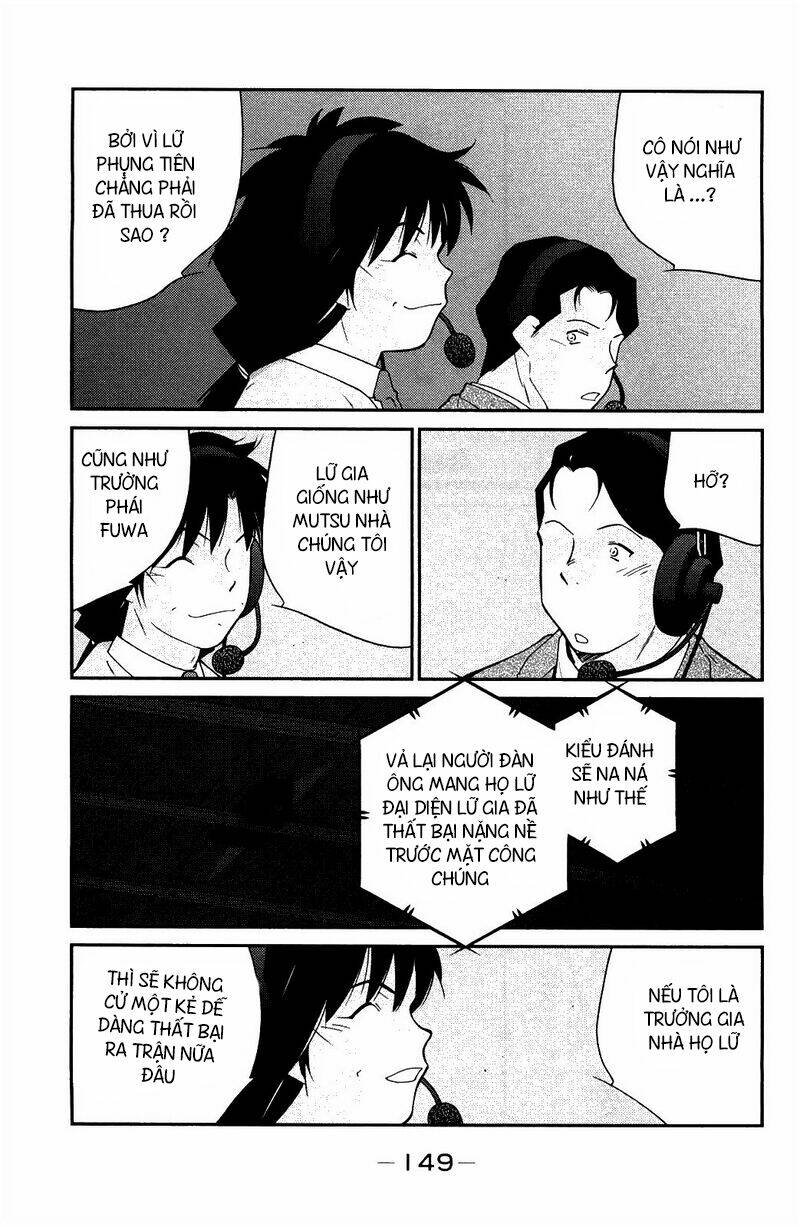 CÔ NÓI NHƯ
VẬY NGHĨA
LÀ ...?
BỞI VÌ LỮ
PHỤNG TIÊN
CHẲNG PHẢI
ĐÃ THUA RỒI
SAO ?
HỠ?
LỮ GIA
GIỐNG NHƯ
MUTSU NHÀ
CHÚNG TÔI
VẬY
CŨNG NHƯ
TRƯỜNG
PHÁI
FUWA
KIỂU ĐÁNH
SẼ NA NÁ
NHƯ THẾ
VẢ LẠI NGƯỜI ĐÀN
ÔNG MANG HỌ LỮ
ĐẠI DIỆN LỮ GIA ĐÃ
THẤT BẠI NẶNG NỀ
TRƯỚC MẶT CÔNG
CHÚNG
NẾU TÔI LÀ
TRƯỞNG GIA
NHÀ HỌ LỮ
THÌ SẼ KHÔNG
CỬ MỘT KẺ DỄ
DÀNG THẤT BẠI
RA TRẬN NỮA
ĐÂU
－149－